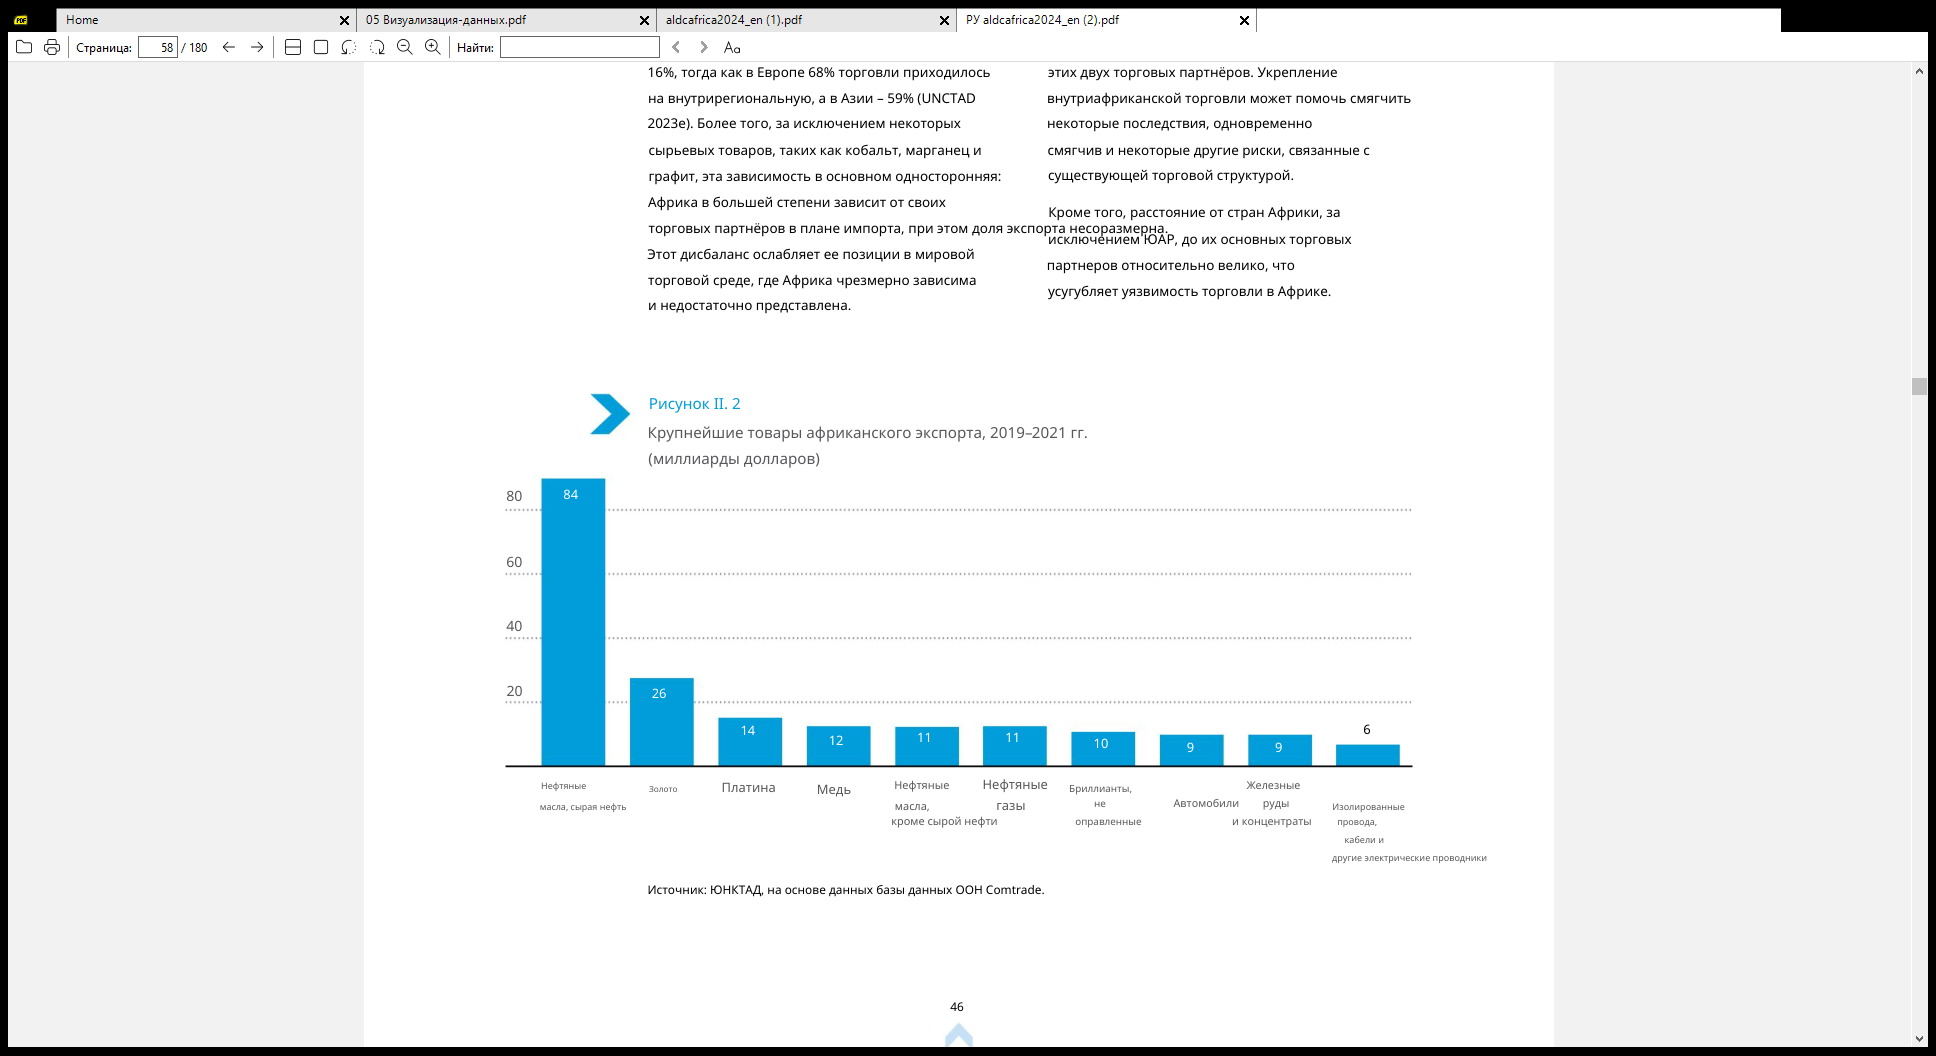 PDF
Home
05 Визуализация-данных.pdf
aldcafrica2024_en (1).pdf
РУ aldcafrica2024_en (2).pdf
Страница: 58 / 180
Найти:
Aa
16%, тогда как в Европе 68% торговли приходилось
на внутрирегиональную, а в Азии – 59% (UNCTAD
2023e). Более того, за исключением некоторых
сырьевых товаров, таких как кобальт, марганец и
графит, эта зависимость в основном односторонняя:
Африка в большей степени зависит от своих
торговых партнёров в плане импорта, при этом доля экспорта несоразмерна.
Этот дисбаланс ослабляет ее позиции в мировой
торговой среде, где Африка чрезмерно зависима
и недостаточно представлена.
этих двух торговых партнёров. Укрепление
внутриафриканской торговли может помочь смягчить
некоторые последствия, одновременно
смягчив и некоторые другие риски, связанные с
существующей торговой структурой.
Кроме того, расстояние от стран Африки, за
исключением ЮАР, до их основных торговых
партнеров относительно велико, что
усугубляет уязвимость торговли в Африке.
Рисунок II. 2
Крупнейшие товары африканского экспорта, 2019–2021 гг.
(миллиарды долларов)
80
60
40
20
84
26
14
12
11
11
10
9
9
6
Нефтяные
масла, сырая нефть
Золото
Платина
Медь
Нефтяные
масла,
кроме сырой нефти
Нефтяные
газы
Бриллианты,
не
оправленные
Автомобили
Железные
руды
и концентраты
Изолированные
провода,
кабели и
другие электрические проводники
Источник: ЮНКТАД, на основе данных базы данных ООН Comtrade.
46